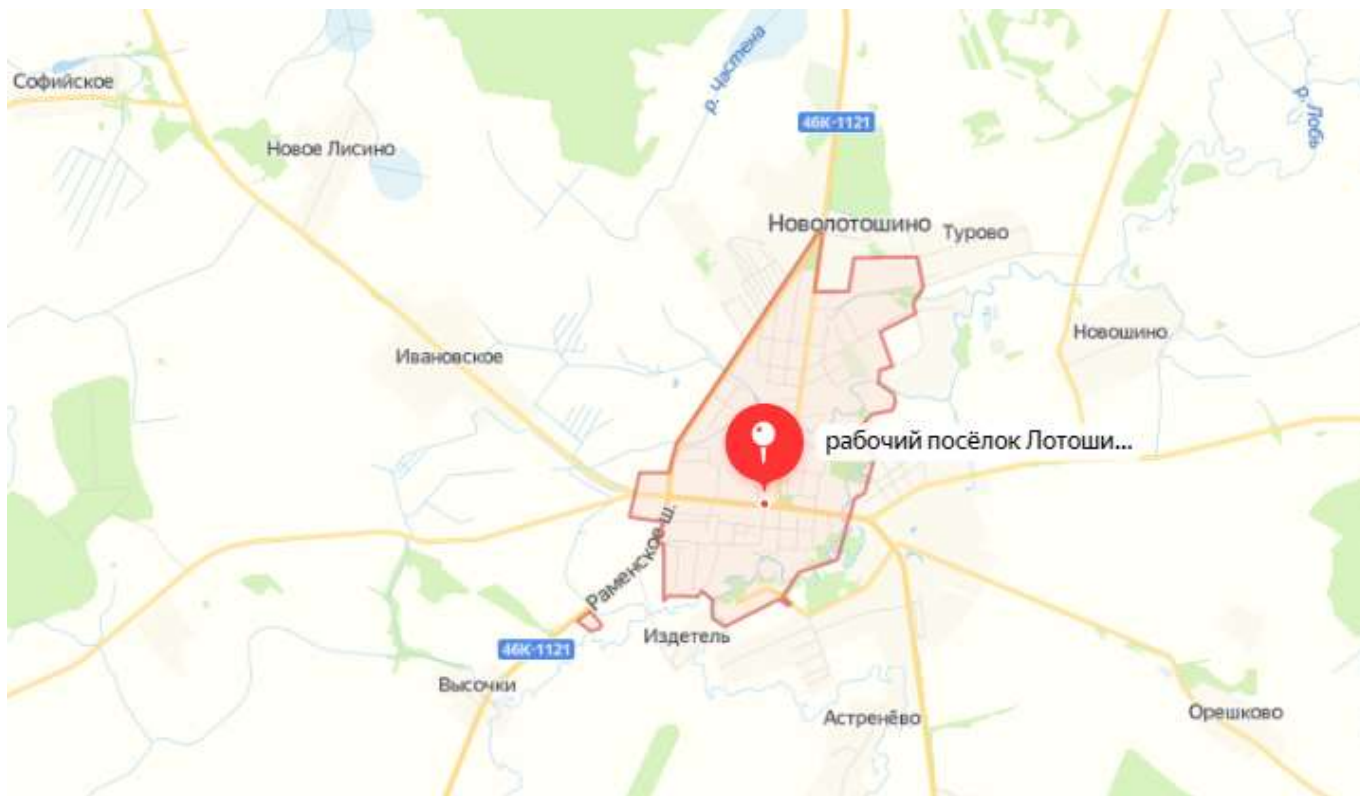 Софийское
р. Частена
р. Лобь
46К-1121
Новое Лисино
Новолотошино
Турово
Новошино
Ивановское
рабочий посёлок Лотоши...
Раменское ш.
Издетель
46К-1121
Высочки
Астренёво
Орешково